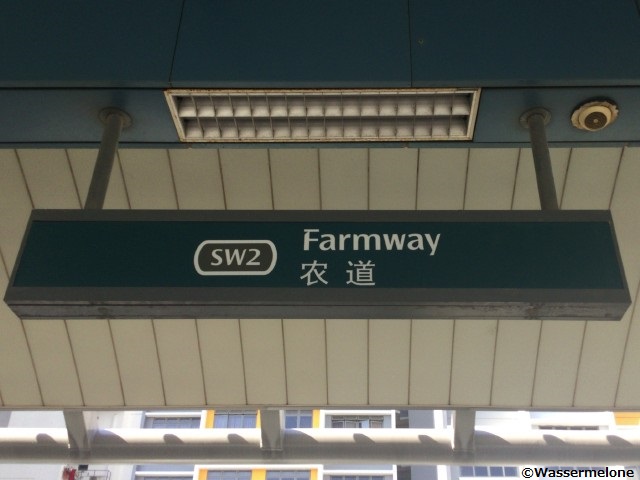 SW2
Farmway
农道
©Wassermelone